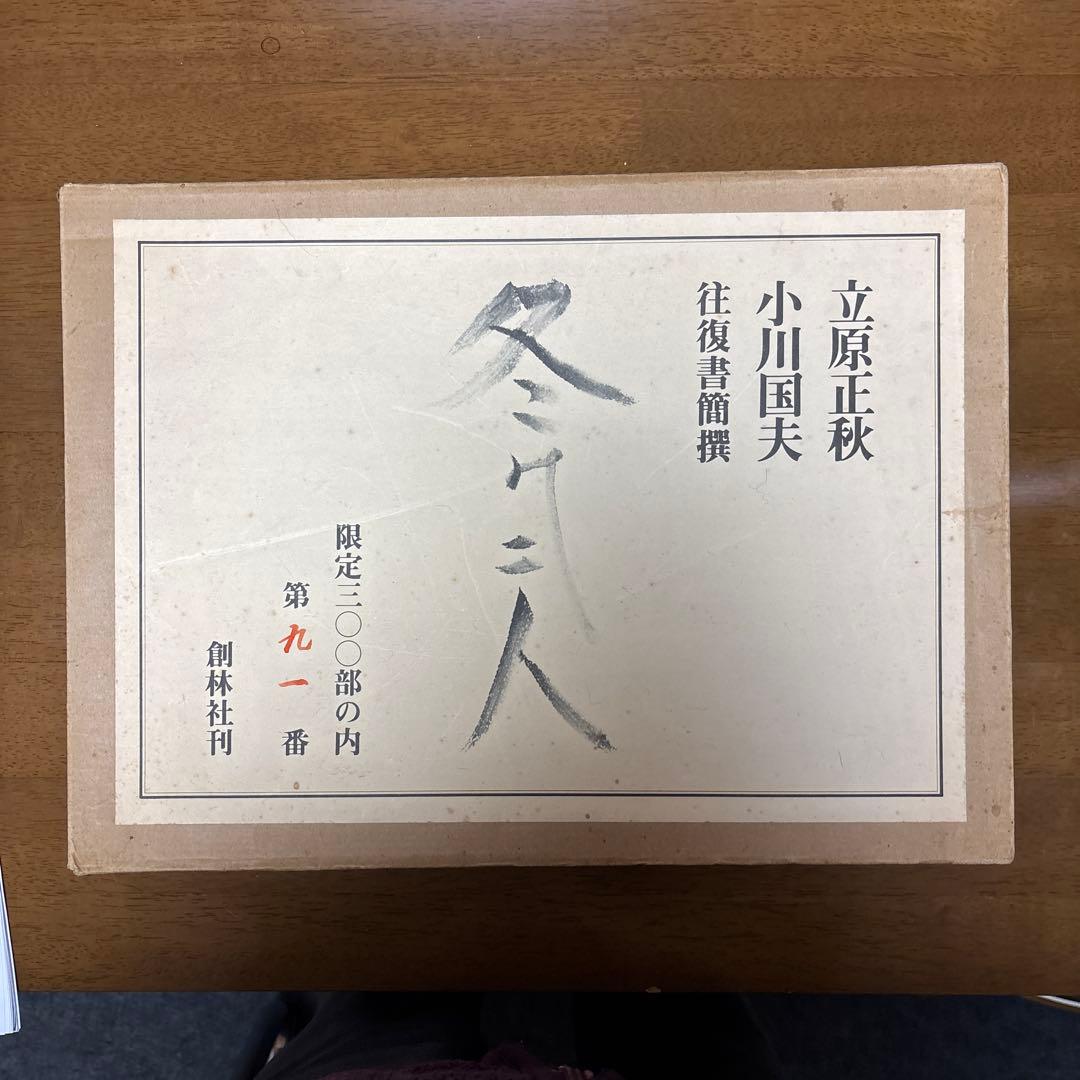 立原正秋
小川国夫
往復書簡撰
冬の二人
限定三〇〇部の内
第九一番
創林社刊